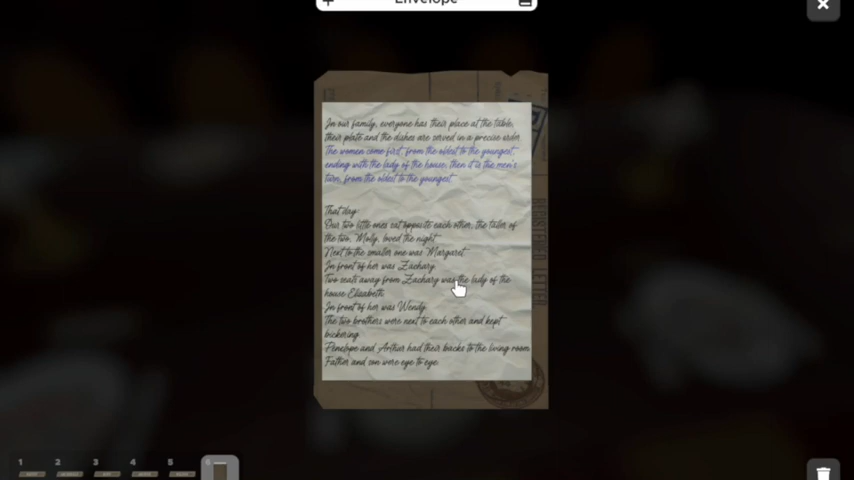 Envelope
In our family, everyone has their place at the table,
their plate and the dishes are served in a precise order.
The women come first, from the oldest to the youngest,
ending with the lady of the house, then it is the men's
turn, from the oldest to the youngest.
That day:
Our two little ones sat opposite each other, the taller of
the two, Molly, loved the night.
Next to the smaller one was Margaret.
In front of her was Zachary.
Two seats away from Zachary was the lady of the
house Elizabeth.
In front of her was Wendy.
The two brothers were next to each other and kept
bickering.
Penelope and Arthur had their backs to the living room.
Father and son were eye to eye.
REGISTERED LETTER
1 2 3 4 5 6